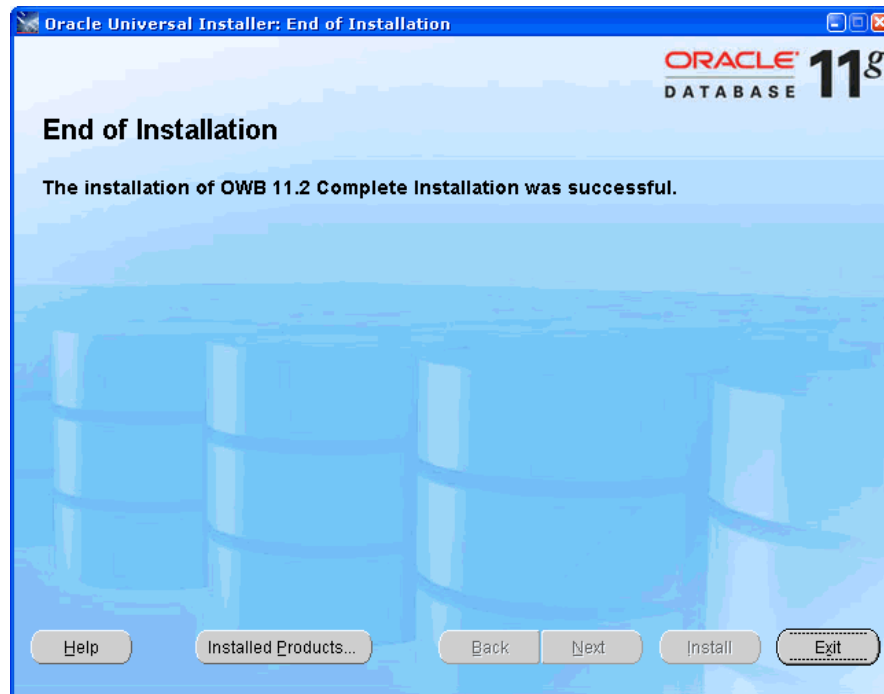 Oracle Universal Installer: End of Installation
ORACLE 11g
DATABASE
End of Installation
The installation of OWB 11.2 Complete Installation was successful.
Help Installed Products... Back Next Install Exit